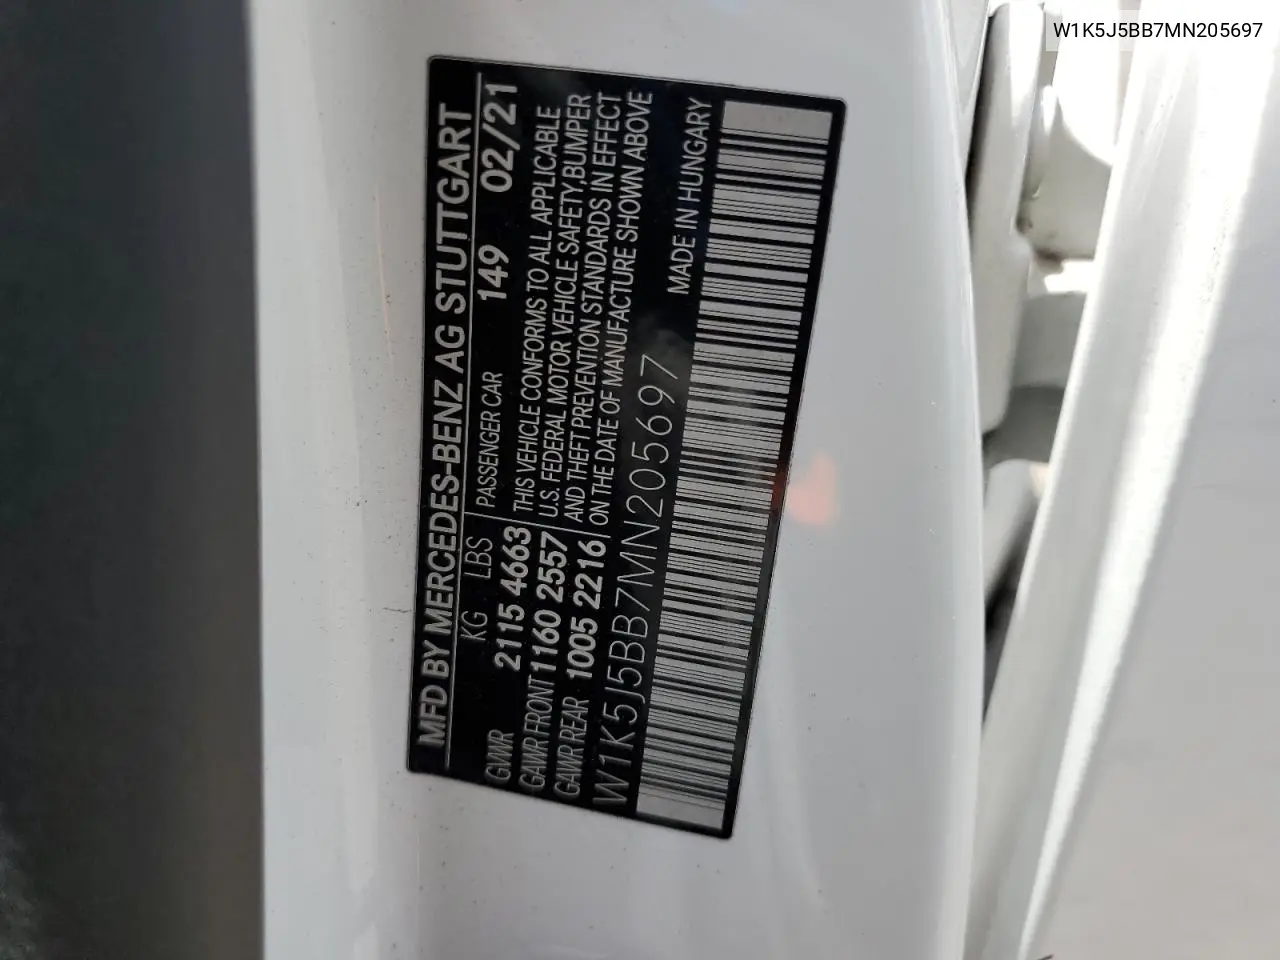 W1K5J5BB7MN205697
MFD BY MERCEDES-BENZ AG STUTTGART
KG LBS PASSENGER CAR 149 02/21
GVWR 2115 4663
GAWR FRONT 1160 2557
GAWR REAR 1005 2216
THIS VEHICLE CONFORMS TO ALL APPLICABLE
U.S. FEDERAL MOTOR VEHICLE SAFETY,BUMPER
AND THEFT PREVENTION STANDARDS IN EFFECT
ON THE DATE OF MANUFACTURE SHOWN ABOVE
W1K5J5BB7MN205697 MADE IN HUNGARY